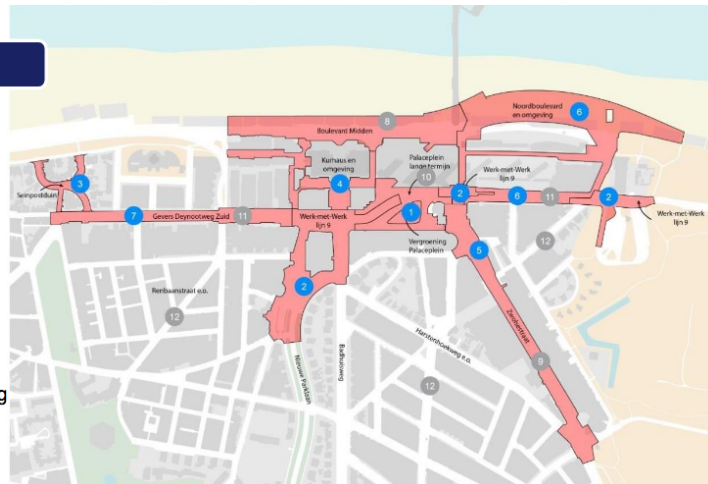 Noordboulevard
en omgeving
6
8
Boulevard Midden
Kurhaus en
omgeving
4
Palaceplein
lange termijn
10
Werk-met-Werk
lijn 9
Seinpostduin
3
2
6
11
2
7
Gevers Deynootweg Zuid
11
Werk-met-Werk
lijn 9
1
Werk-met-Werk
lijn 9
Vergroening
Palaceplein
5
12
2
Renbaanstraat e.o.
12
Zwolsestraat
Harstenhoekweg e.o.
Badhuisweg
Nieuwe Parklaan
9
12
g